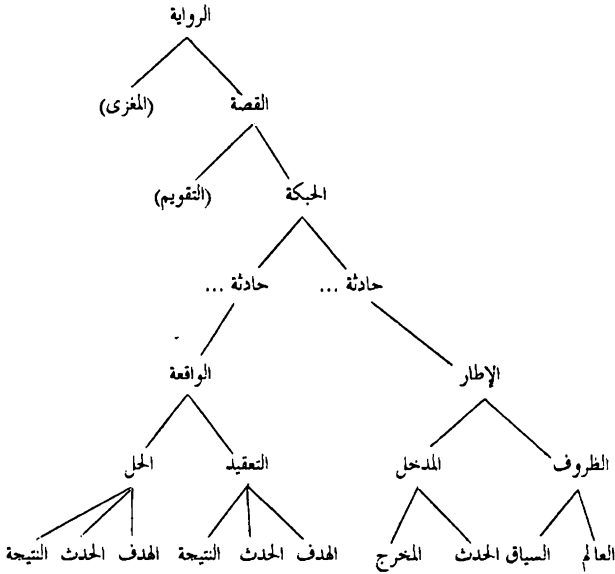 الرواية
القصة (المغزى)
الحبكة (التقويم)
حادثة ... حادثة ...
الإطار الواقعة
الظروف المدخل التعقيد الحل
العالم السياق الحدث المخرج الهدف الحدث النتيجة الهدف الحدث النتيجة